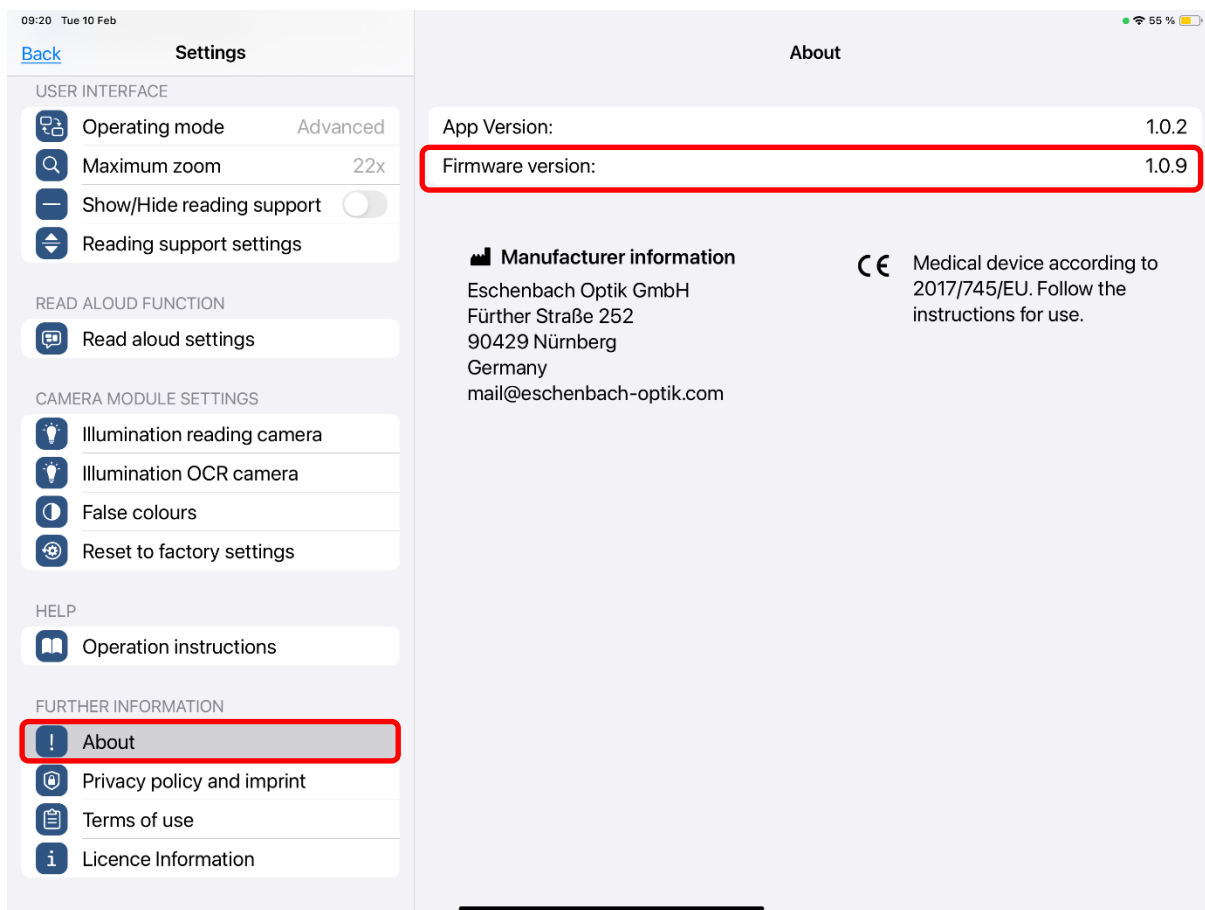 09:20 Tue 10 Feb
55 %
Back
Settings
USER INTERFACE
Operating mode Advanced
Maximum zoom 22x
Show/Hide reading support
Reading support settings
READ ALOUD FUNCTION
Read aloud settings
CAMERA MODULE SETTINGS
Illumination reading camera
Illumination OCR camera
False colours
Reset to factory settings
HELP
Operation instructions
FURTHER INFORMATION
About
Privacy policy and imprint
Terms of use
Licence Information
About
App Version: 1.0.2
Firmware version: 1.0.9
Manufacturer information
Eschenbach Optik GmbH
Fürther Straße 252
90429 Nürnberg
Germany
mail@eschenbach-optik.com
CE
Medical device according to
2017/745/EU. Follow the
instructions for use.